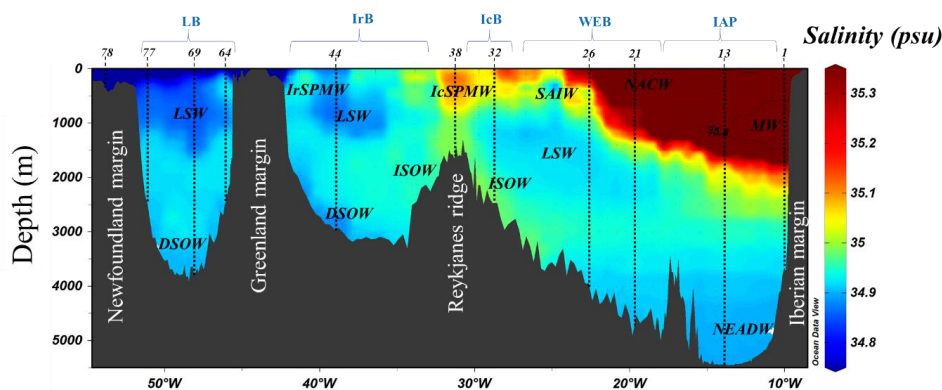 LB IrB IcB WEB IAP
78 77 69 64 44 38 32 26 21 13 1
Salinity (psu)
0 1000 2000 3000 4000 5000
Depth (m)
Newfoundland margin
Greenland margin
Reykjanes ridge
Iberian margin
LSW
DSOW
IrSPMW
LSW
ISOW
DSOW
IcSPMW
ISOW
SAIW
LSW
NACW
35.8
MW
NEADW
Ocean Data View
50°W 40°W 30°W 20°W 10°W
35.3
35.2
35.1
35
34.9
34.8